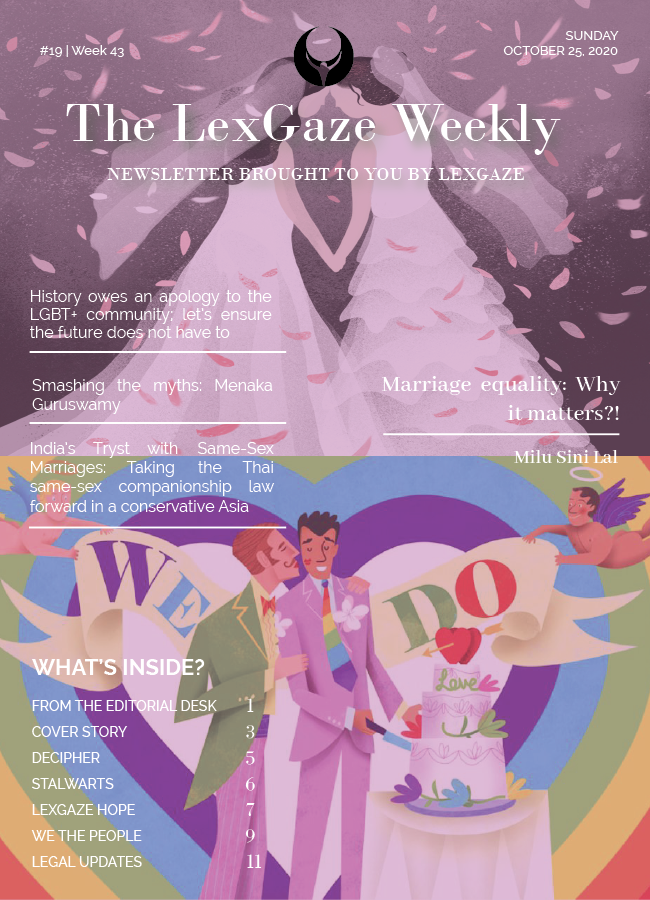 #19 | Week 43
SUNDAY
OCTOBER 25, 2020
The LexGaze Weekly
NEWSLETTER BROUGHT TO YOU BY LEXGAZE
History owes an apology to the
LGBT+ community; let's ensure
the future does not have to
Smashing the myths: Menaka
Guruswamy
India's Tryst with Same-Sex
Marriages: Taking the Thai
same-sex companionship law
forward in a conservative Asia
Marriage equality: Why
it matters?!
Milu Sini Lal
WE
DO
Love
WHAT'S INSIDE?
FROM THE EDITORIAL DESK 1
COVER STORY 3
DECIPHER 5
STALWARTS 6
LEXGAZE HOPE 7
WE THE PEOPLE 9
LEGAL UPDATES 11